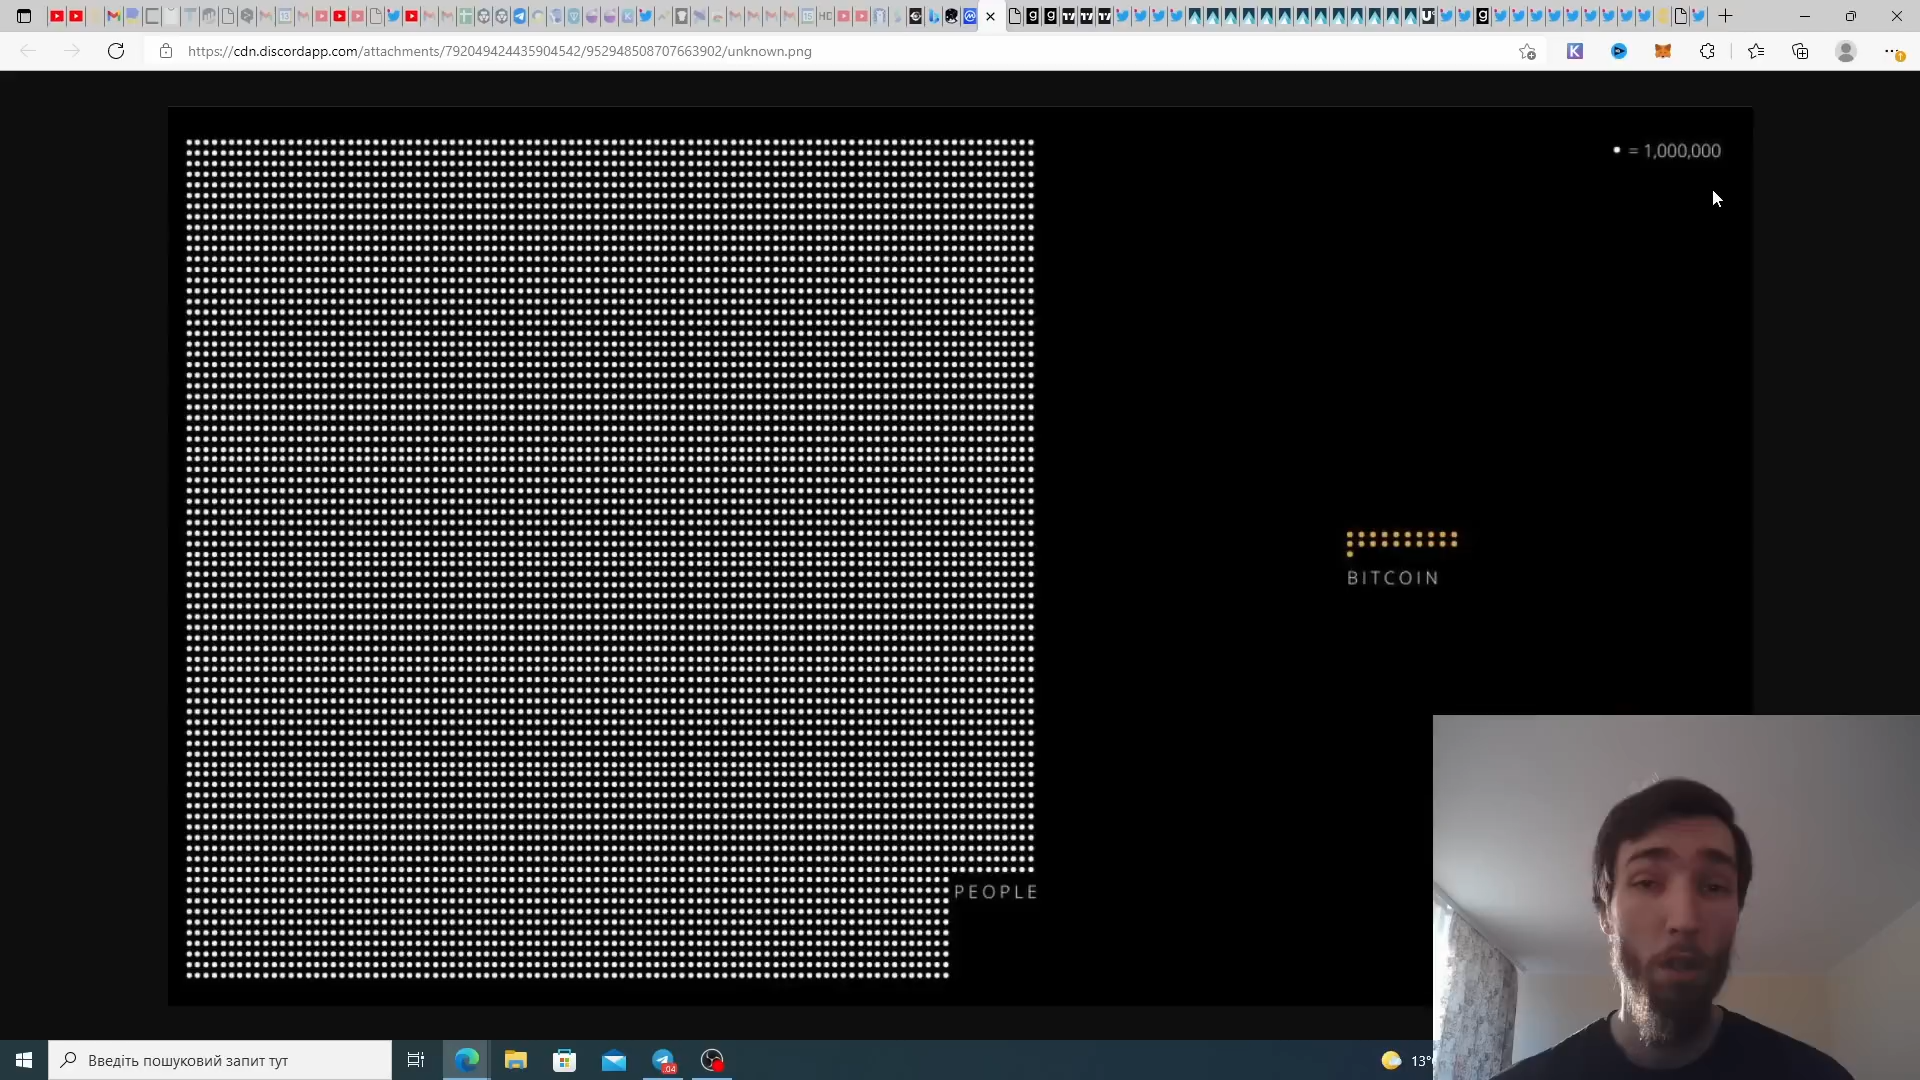 https://cdn.discordapp.com/attachments/792049424435904542/952948508707663902/unknown.png
= 1,000,000
BITCOIN
PEOPLE
Введіть пошуковий запит тут
13°